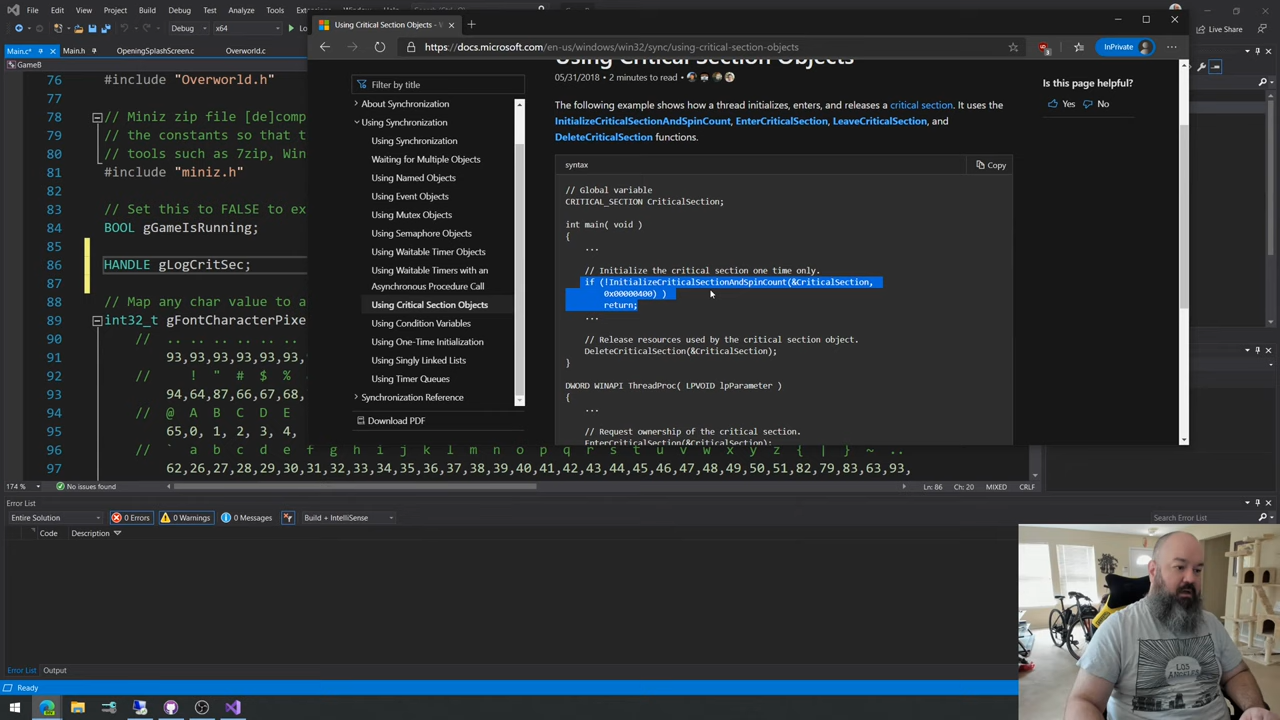 File Edit View Project Build Debug Test Analyze Tools
Debug x64
Live Share
Main.c* Main.h OpeningSplashScreen.c Overworld.c
GameB
76 #include "Overworld.h"
77
78 // Miniz zip file [de]comp
79 // the constants so that t
80 // tools such as 7zip, Win
81 #include "miniz.h"
82
83 // Set this to FALSE to ex
84 BOOL gGameIsRunning;
85
86 HANDLE gLogCritSec;
87
88 // Map any char value to a
89 int32_t gFontCharacterPixe
90 // .. .. .. .. .. .. ..
91 93,93,93,93,93,93,93,
92 // ! " # $ %
93 94,64,87,66,67,68,
94 // @ A B C D E
95 65,0, 1, 2, 3, 4,
96 // ` a b c d e f g h i j k l m n o p q r s t u v w x y z { | } ~ ..
97 62,26,27,28,29,30,31,32,33,34,35,36,37,38,39,40,41,42,43,44,45,46,47,48,49,50,51,82,79,83,63,93,
174 % No issues found Ln: 86 Ch: 20 MIXED CRLF
Using Critical Section Objects -
https://docs.microsoft.com/en-us/windows/win32/sync/using-critical-section-objects
InPrivate
Filter by title
About Synchronization
Using Synchronization
Using Synchronization
Waiting for Multiple Objects
Using Named Objects
Using Event Objects
Using Mutex Objects
Using Semaphore Objects
Using Waitable Timer Objects
Using Waitable Timers with an
Asynchronous Procedure Call
Using Critical Section Objects
Using Condition Variables
Using One-Time Initialization
Using Singly Linked Lists
Using Timer Queues
Synchronization Reference
Download PDF
Using Critical Section Objects
05/31/2018 • 2 minutes to read •
The following example shows how a thread initializes, enters, and releases a critical section. It uses the
InitializeCriticalSectionAndSpinCount, EnterCriticalSection, LeaveCriticalSection, and
DeleteCriticalSection functions.
syntax Copy
// Global variable
CRITICAL_SECTION CriticalSection;
int main( void )
{
...
// Initialize the critical section one time only.
if (!InitializeCriticalSectionAndSpinCount(&CriticalSection,
0x00000400) )
return;
...
// Release resources used by the critical section object.
DeleteCriticalSection(&CriticalSection);
}
DWORD WINAPI ThreadProc( LPVOID lpParameter )
{
...
// Request ownership of the critical section.
EnterCriticalSection(&CriticalSection);
Is this page helpful?
Yes No
Error List
Entire Solution 0 Errors 0 Warnings 0 Messages Build + IntelliSense Search Error List
Code Description
LOS ANGELES
Error List Output
Ready